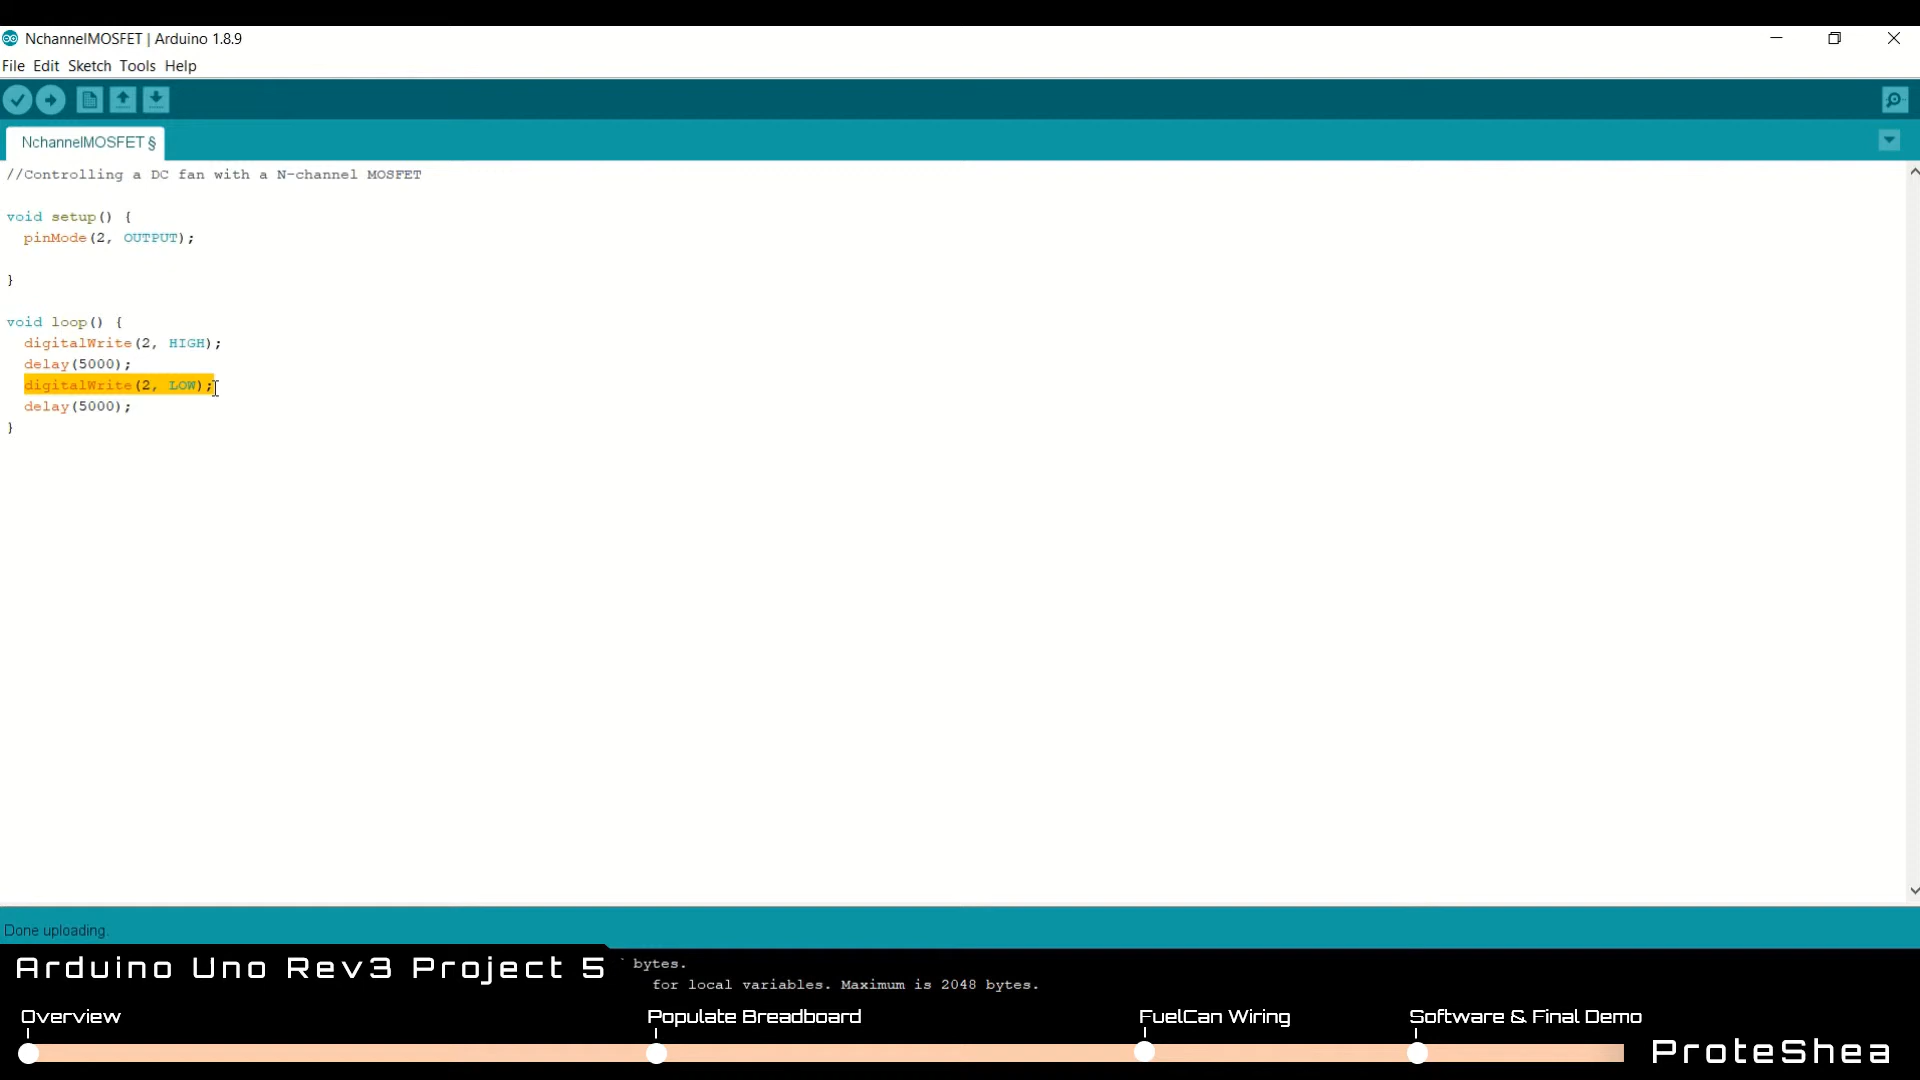 NchannelMOSFET | Arduino 1.8.9
File Edit Sketch Tools Help
NchannelMOSFET §
//Controlling a DC fan with a N-channel MOSFET
void setup() {
pinMode(2, OUTPUT);
}
void loop() {
digitalWrite(2, HIGH);
delay(5000);
digitalWrite(2, LOW);
delay(5000);
}
Done uploading.
Arduino Uno Rev3 Project 5
bytes.
for local variables. Maximum is 2048 bytes.
Overview
Populate Breadboard
FuelCan Wiring
Software & Final Demo
ProteShea